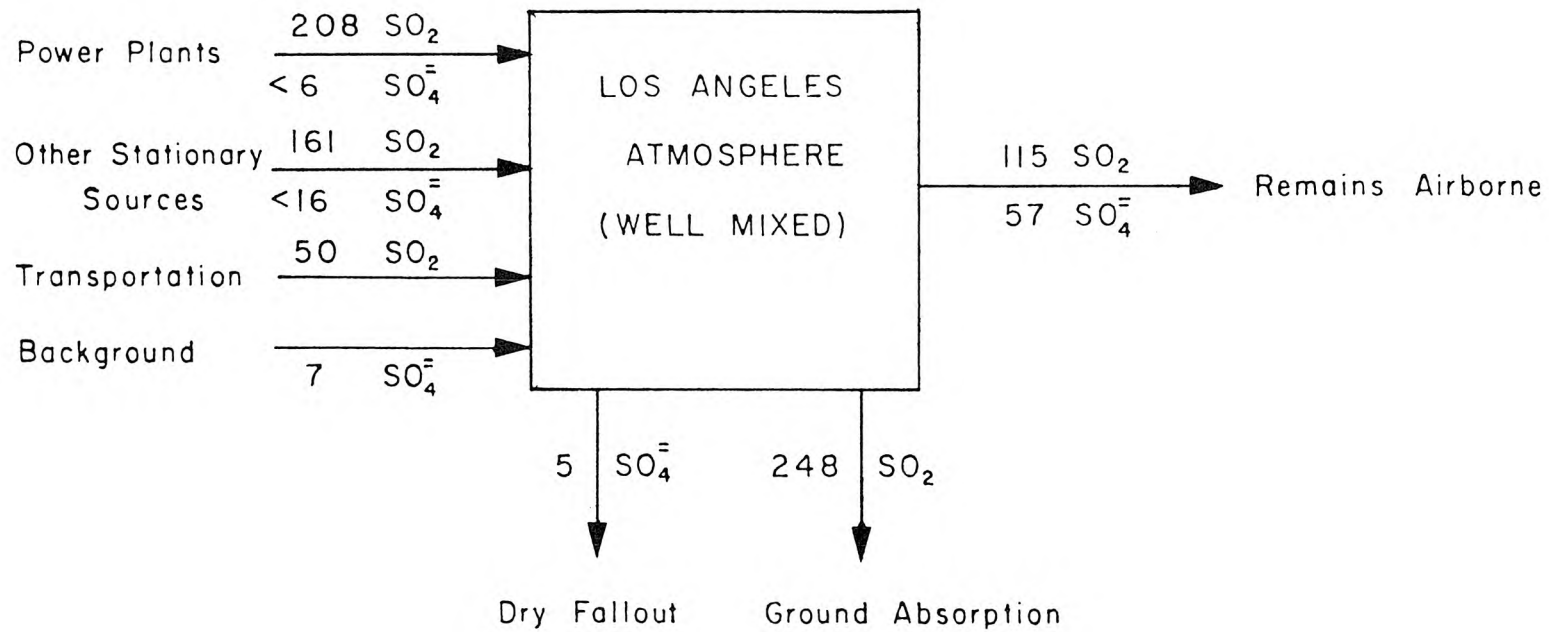 Power Plants
208 SO₂
<6 SO₄⁼
Other Stationary
Sources
161 SO₂
<16 SO₄⁼
Transportation
50 SO₂
Background
7 SO₄⁼
LOS ANGELES
ATMOSPHERE
(WELL MIXED)
115 SO₂
57 SO₄⁼
Remains Airborne
5 SO₄⁼
248 SO₂
Dry Fallout
Ground Absorption